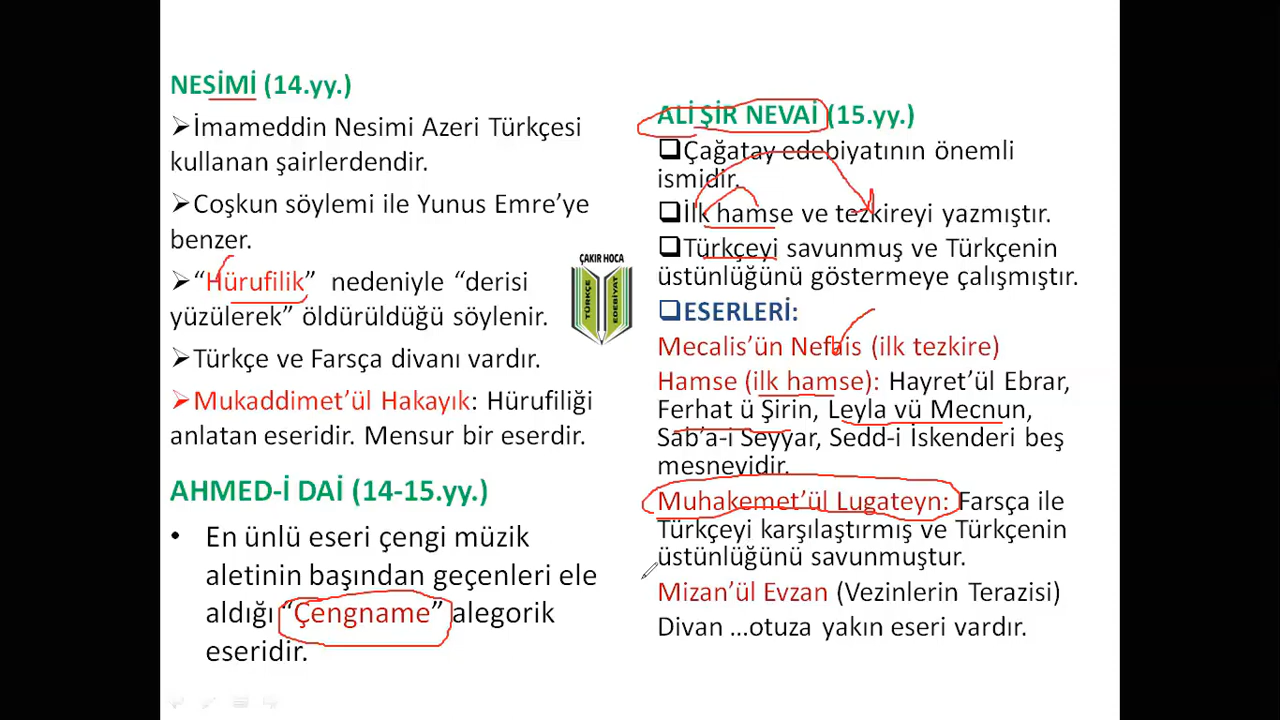 NESİMİ (14.yy.)
➢İmameddin Nesimi Azeri Türkçesi
kullanan şairlerdendir.
➢Coşkun söylemi ile Yunus Emre’ye
benzer.
➢“Hürufilik” nedeniyle “derisi
yüzülerek” öldürüldüğü söylenir.
➢Türkçe ve Farsça divanı vardır.
➢Mukaddimet’ül Hakayık: Hürufiliği
anlatan eseridir. Mensur bir eserdir.
AHMED-İ DAİ (14-15.yy.)
• En ünlü eseri çengi müzik
aletinin başından geçenleri ele
aldığı “Çengname” alegorik
eseridir.
ÇAKIR HOCA
TÜRKÇE
EDEBİYAT
ALİ ŞİR NEVAİ (15.yy.)
❑Çağatay edebiyatının önemli
ismidir.
❑İlk hamse ve tezkireyi yazmıştır.
❑Türkçeyi savunmuş ve Türkçenin
üstünlüğünü göstermeye çalışmıştır.
❑ESERLERİ:
Mecalis’ün Nefais (ilk tezkire)
Hamse (ilk hamse): Hayret’ül Ebrar,
Ferhat ü Şirin, Leyla vü Mecnun,
Sab’a-i Seyyar, Sedd-i İskenderi beş
mesnevidir.
Muhakemet’ül Lugateyn: Farsça ile
Türkçeyi karşılaştırmış ve Türkçenin
üstünlüğünü savunmuştur.
Mizan’ül Evzan (Vezinlerin Terazisi)
Divan ...otuza yakın eseri vardır.